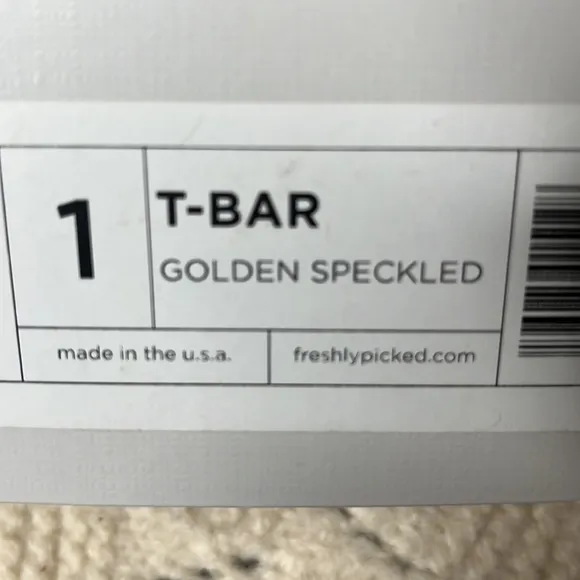 1
T-BAR
GOLDEN SPECKLED
made in the u.s.a.
freshlypicked.com